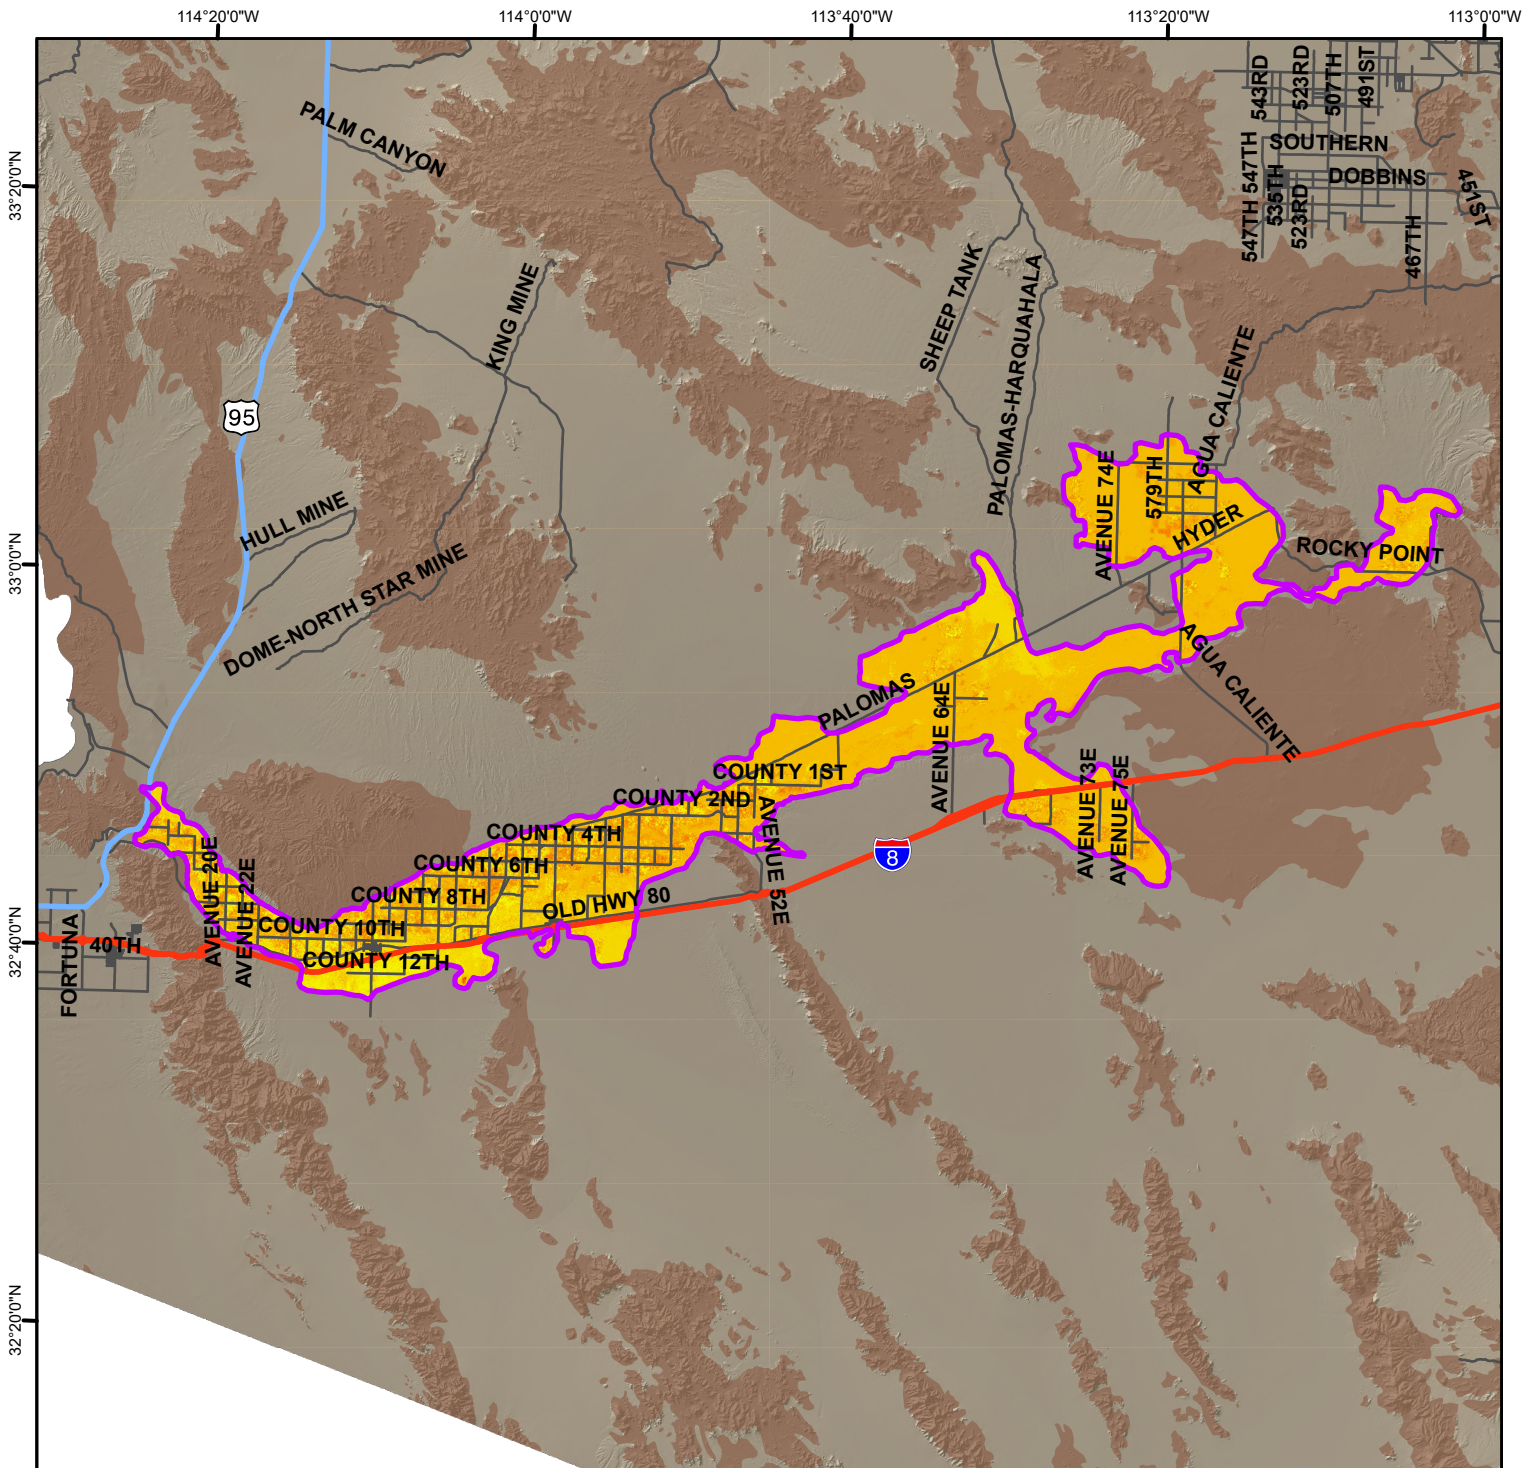 114°20'0"W
114°0'0"W
113°40'0"W
113°20'0"W
113°0'0"W
33°20'0"N
33°0'0"N
32°40'0"N
32°20'0"N
PALM CANYON
543RD
523RD
507TH
491ST
SOUTHERN
DOBBINS
547TH
547TH
535TH
523RD
467TH
451ST
KING MINE
SHEEP TANK
PALOMAS-HARQUAHALA
AGUA CALIENTE
95
HULL MINE
DOME-NORTH STAR MINE
AVENUE 74E
579TH
HYDER
ROCKY POINT
AGUA CALIENTE
PALOMAS
AVENUE 64E
COUNTY 1ST
COUNTY 2ND
AVENUE 73E
AVENUE 75E
COUNTY 4TH
AVENUE 52E
8
COUNTY 6TH
AVENUE 20E
AVENUE 22E
COUNTY 8TH
OLD HWY 80
COUNTY 10TH
COUNTY 12TH
FORTUNA
40TH